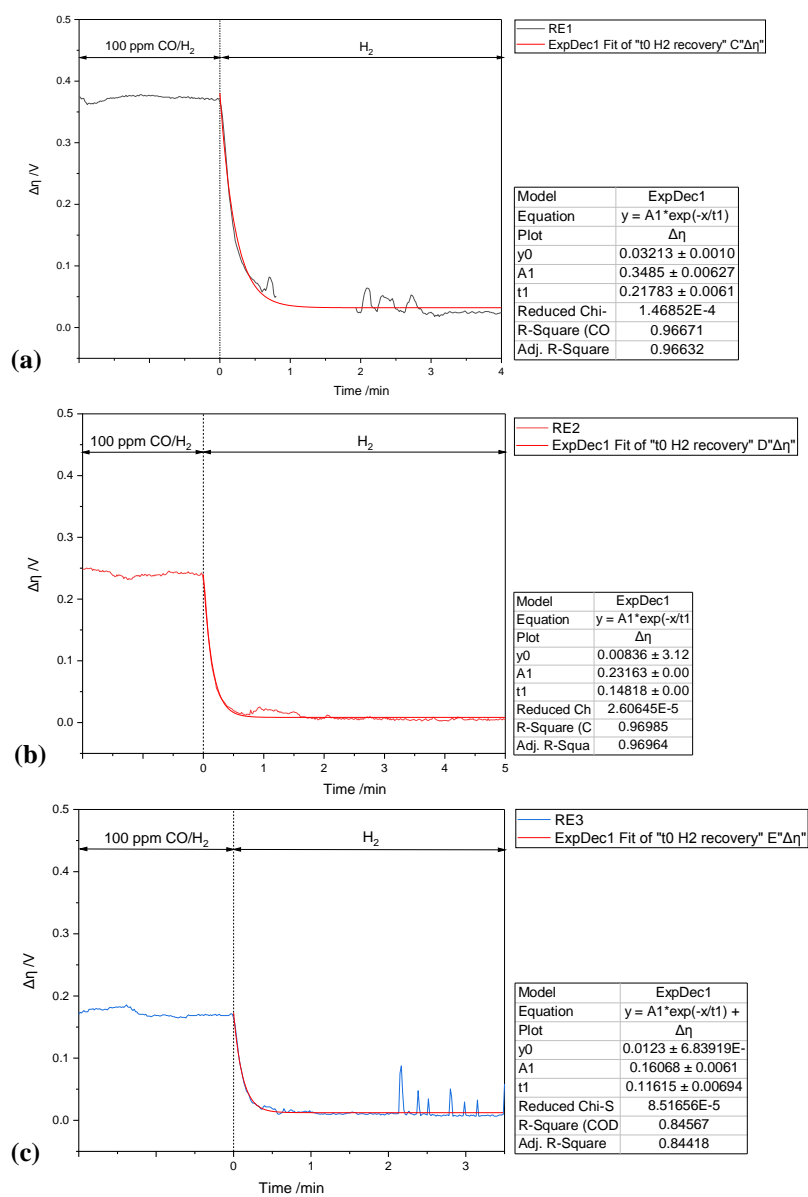 0.5
100 ppm CO/H₂
H₂
RE1
ExpDec1 Fit of "t0 H2 recovery" C"Δη"
0.4
0.3
0.2
0.1
0.0
Δη /V
0 1 2 3 4
Time /min
Model ExpDec1
Equation y = A1*exp(-x/t1)
Plot Δη
y0 0.03213 ± 0.0010
A1 0.3485 ± 0.00627
t1 0.21783 ± 0.0061
Reduced Chi- 1.46852E-4
R-Square (CO 0.96671
Adj. R-Square 0.96632
(a)
0.5
100 ppm CO/H₂
H₂
RE2
ExpDec1 Fit of "t0 H2 recovery" D"Δη"
0.4
0.3
0.2
0.1
0.0
Δη /V
0 1 2 3 4 5
Time /min
Model ExpDec1
Equation y = A1*exp(-x/t1
Plot Δη
y0 0.00836 ± 3.12
A1 0.23163 ± 0.00
t1 0.14818 ± 0.00
Reduced Ch 2.60645E-5
R-Square (C 0.96985
Adj. R-Squa 0.96964
(b)
0.5
100 ppm CO/H₂
H₂
RE3
ExpDec1 Fit of "t0 H2 recovery" E"Δη"
0.4
0.3
0.2
0.1
0.0
Δη /V
0 1 2 3
Time /min
Model ExpDec1
Equation y = A1*exp(-x/t1) +
Plot Δη
y0 0.0123 ± 6.83919E-
A1 0.16068 ± 0.0061
t1 0.11615 ± 0.00694
Reduced Chi-S 8.51656E-5
R-Square (COD 0.84567
Adj. R-Square 0.84418
(c)